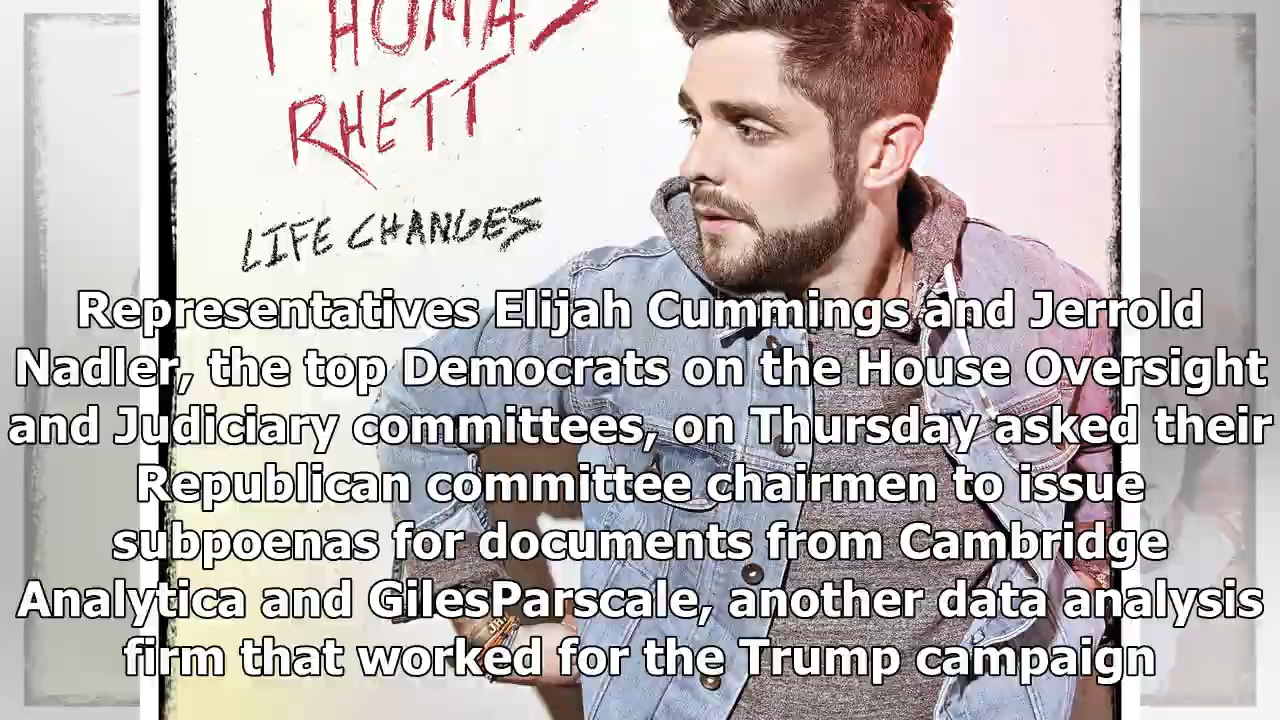 THOMAS
RHETT
LIFE CHANGES
Representatives Elijah Cummings and Jerrold
Nadler, the top Democrats on the House Oversight
and Judiciary committees, on Thursday asked their
Republican committee chairmen to issue
subpoenas for documents from Cambridge
Analytica and GilesParscale, another data analysis
firm that worked for the Trump campaign